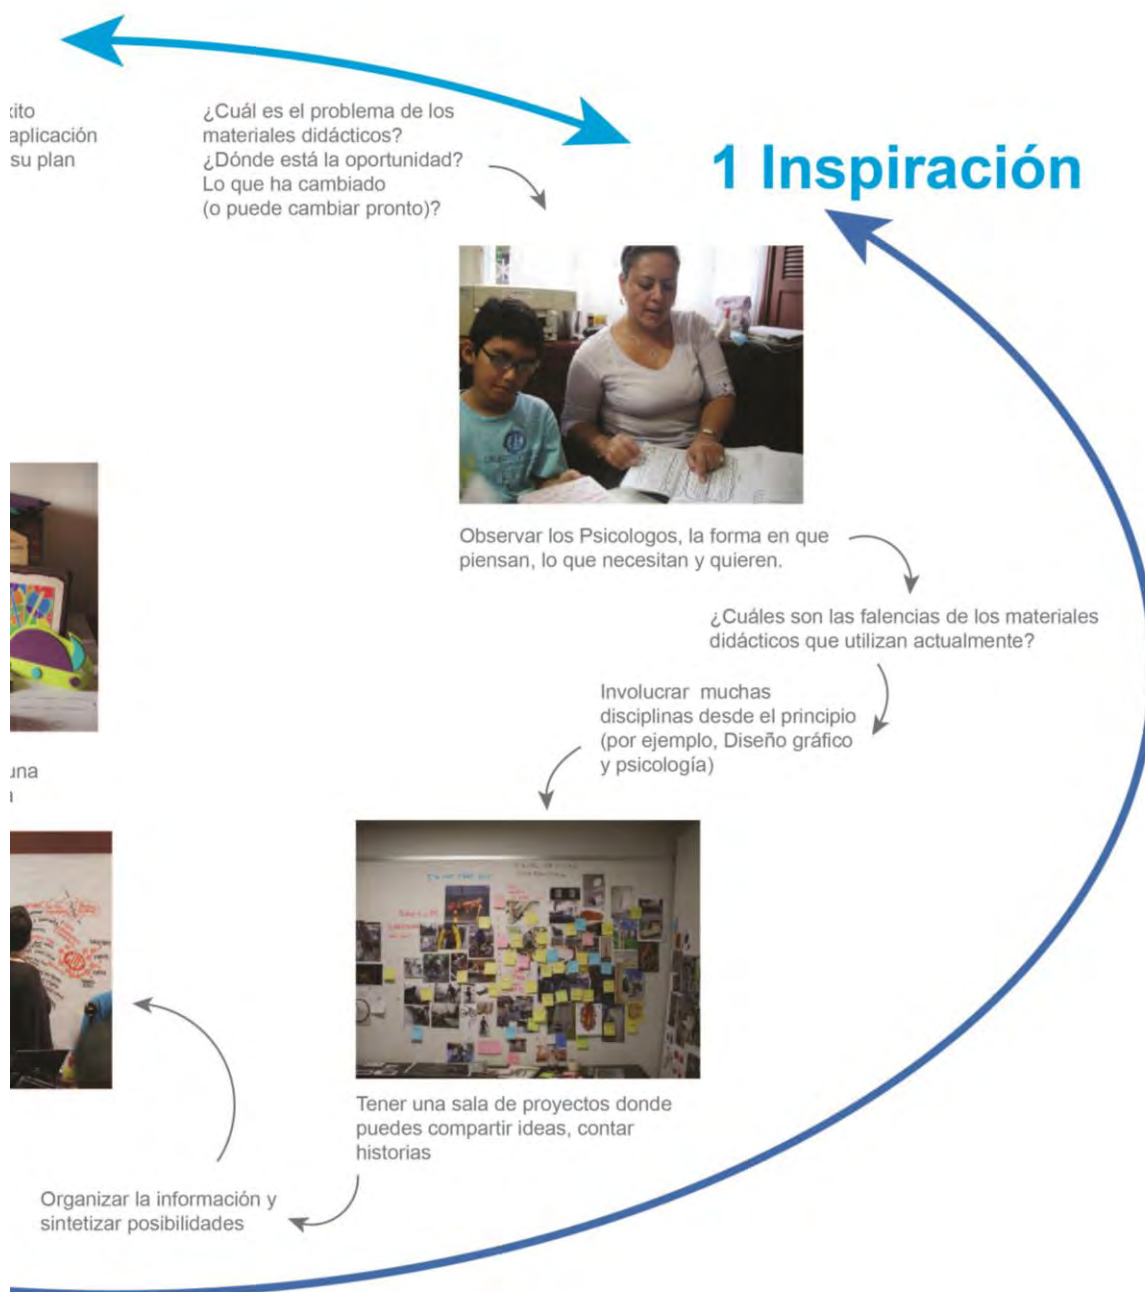 xito
aplicación
su plan
¿Cuál es el problema de los
materiales didácticos?
¿Dónde está la oportunidad?
Lo que ha cambiado
(o puede cambiar pronto)?
1 Inspiración
Observar los Psicologos, la forma en que
piensan, lo que necesitan y quieren.
¿Cuáles son las falencias de los materiales
didácticos que utilizan actualmente?
Involucrar muchas
disciplinas desde el principio
(por ejemplo, Diseño gráfico
y psicología)
una
a
Tener una sala de proyectos donde
puedes compartir ideas, contar
historias
Organizar la información y
sintetizar posibilidades